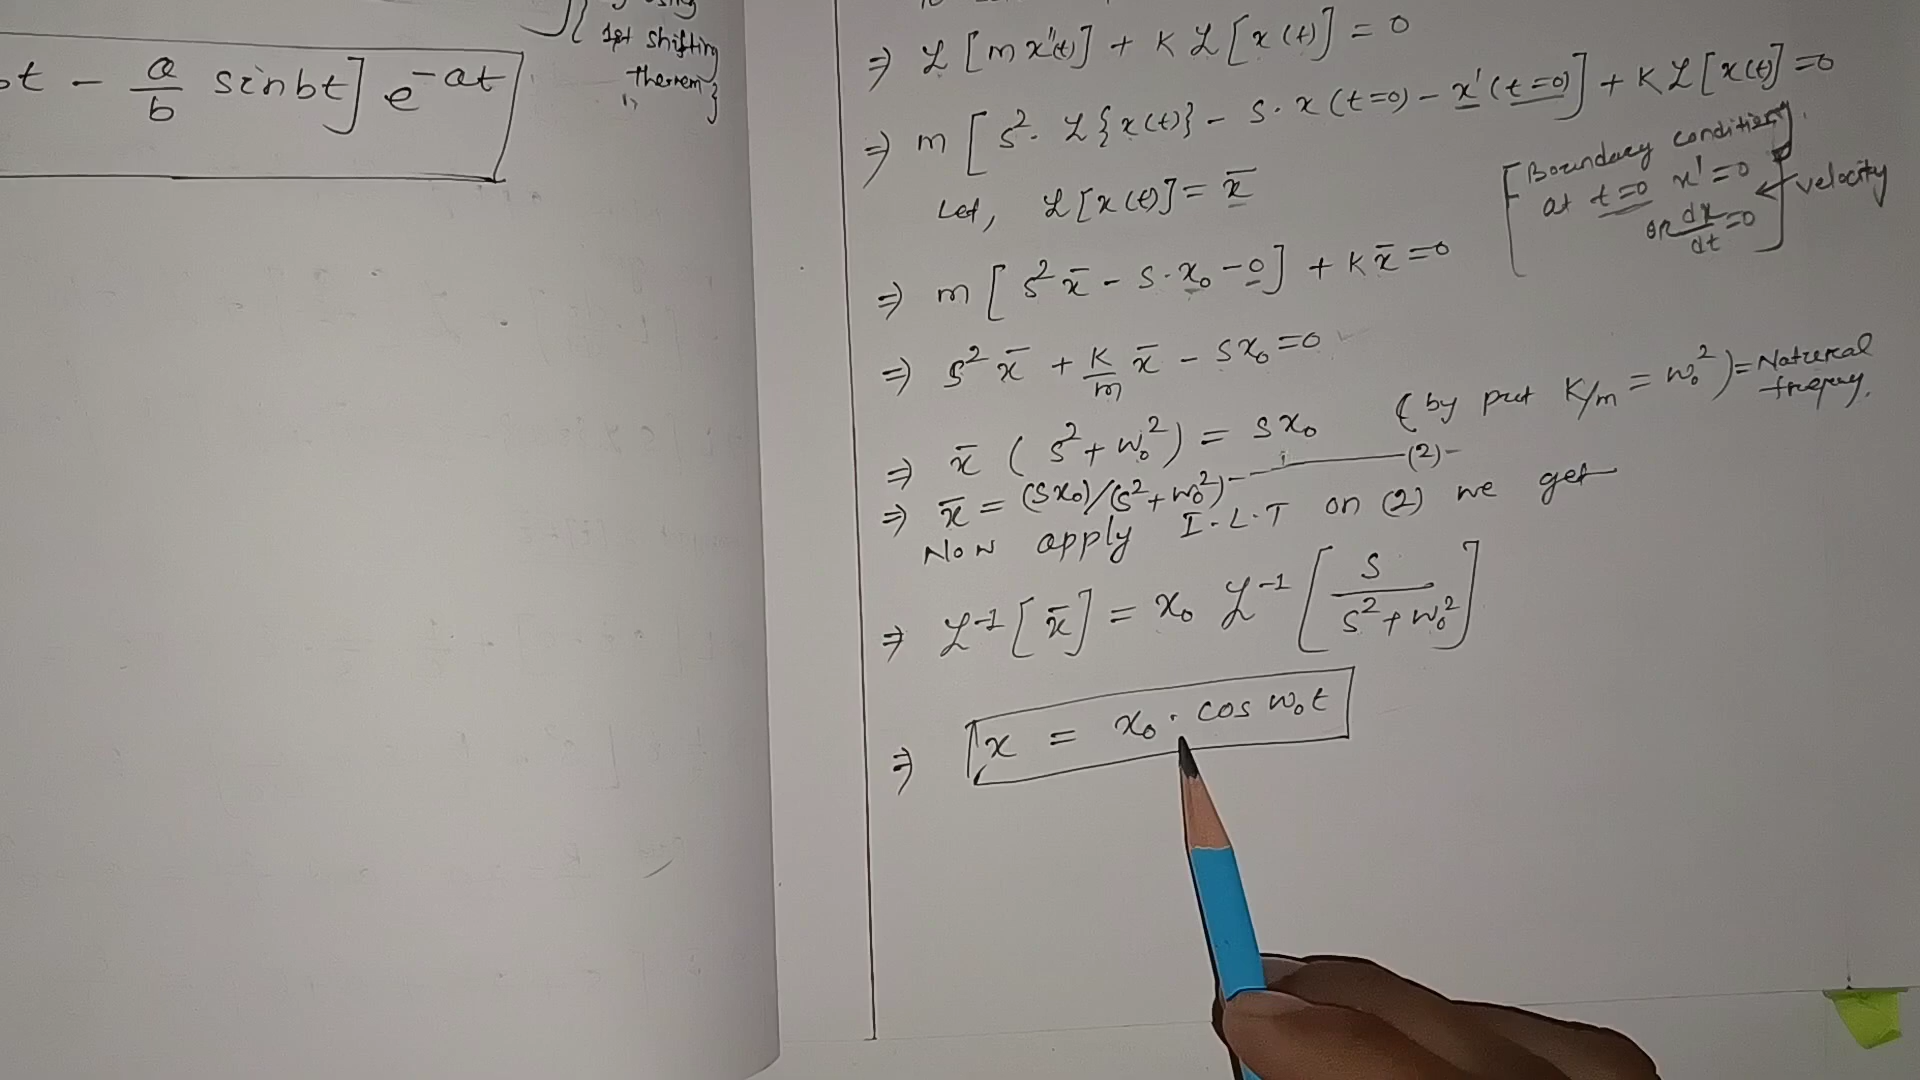 using
1st shifting
theorem }
bt - a/b sinbt] e^-at
⇒ ℒ [m x''(t)] + K ℒ [x(t)] = 0
⇒ m [s². ℒ{x(t)} - s. x (t=0) - x' (t=0)] + K ℒ [x(t)] = 0
[Boundary condition
at t=0 x' = 0 ← velocity
OR dx/dt = 0]
Let, ℒ [x(t)] = x̄
⇒ m [s² x̄ - s. x₀ - 0] + K x̄ = 0
⇒ s² x̄ + K/m x̄ - s x₀ = 0
⇒ x̄ ( s² + w₀² ) = s x₀ (by put K/m = w₀²) = Natural
⇒ x̄ = (s x₀)/(s² + w₀²) — (2)
Now apply I.L.T on (2) we get
⇒ ℒ⁻¹ [x̄] = x₀ ℒ⁻¹ [s / s² + w₀²]
⇒ x = x₀ . cos w₀t